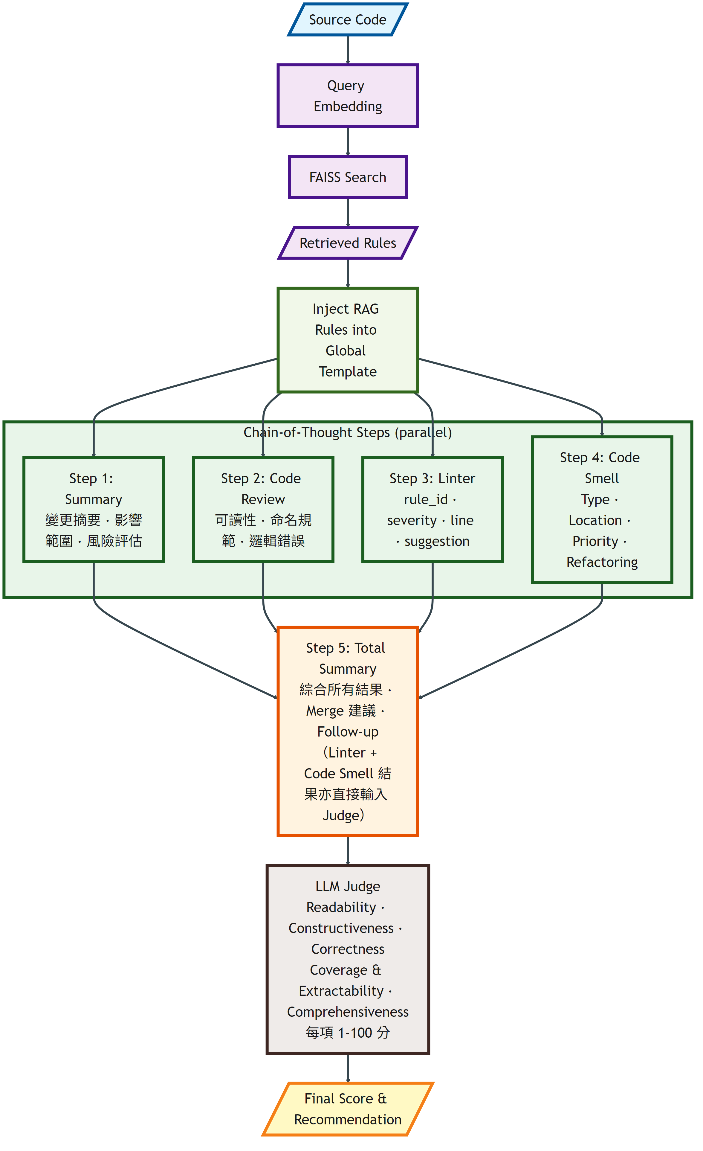 Source Code
Query
Embedding
FAISS Search
Retrieved Rules
Inject RAG
Rules into
Global
Template
Chain-of-Thought Steps (parallel)
Step 1:
Summary
變更摘要 · 影響
範圍 · 風險評估
Step 2: Code
Review
可讀性 · 命名規
範 · 邏輯錯誤
Step 3: Linter
rule_id ·
severity · line
· suggestion
Step 4: Code
Smell
Type ·
Location ·
Priority ·
Refactoring
Step 5: Total
Summary
綜合所有結果 ·
Merge 建議 ·
Follow-up
（Linter +
Code Smell 結
果亦直接輸入
Judge）
LLM Judge
Readability ·
Constructiveness ·
Correctness
Coverage &
Extractability ·
Comprehensiveness
每項 1-100 分
Final Score &
Recommendation